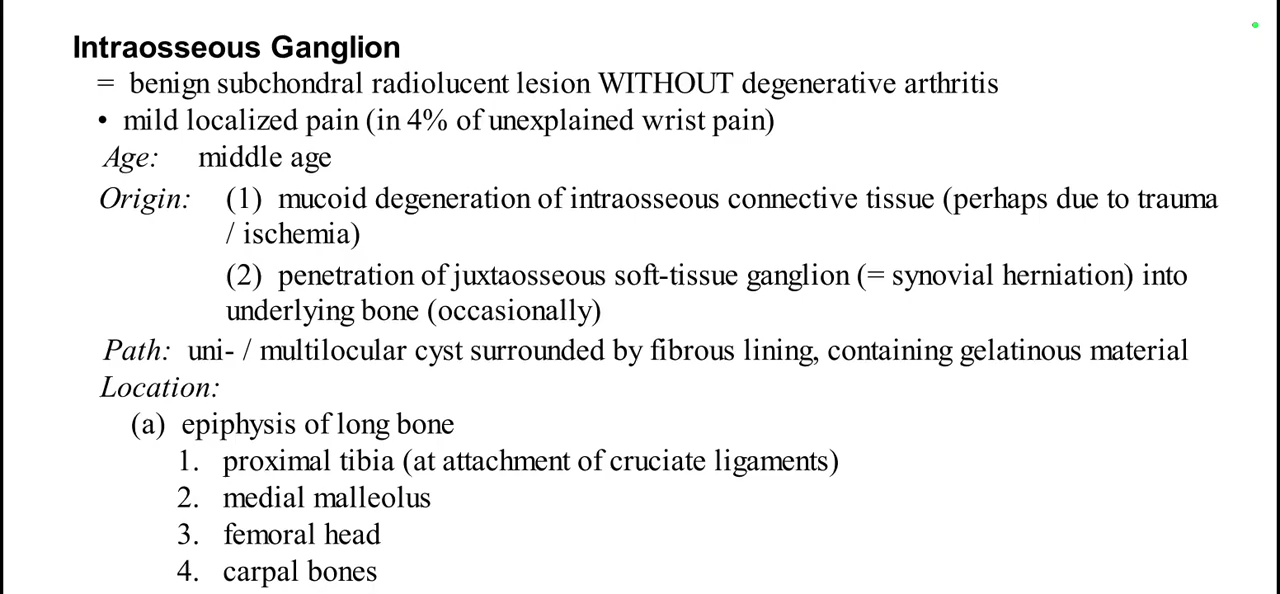 Intraosseous Ganglion
= benign subchondral radiolucent lesion WITHOUT degenerative arthritis
• mild localized pain (in 4% of unexplained wrist pain)
Age: middle age
Origin: (1) mucoid degeneration of intraosseous connective tissue (perhaps due to trauma
/ ischemia)
(2) penetration of juxtaosseous soft-tissue ganglion (= synovial herniation) into
underlying bone (occasionally)
Path: uni- / multilocular cyst surrounded by fibrous lining, containing gelatinous material
Location:
(a) epiphysis of long bone
1. proximal tibia (at attachment of cruciate ligaments)
2. medial malleolus
3. femoral head
4. carpal bones